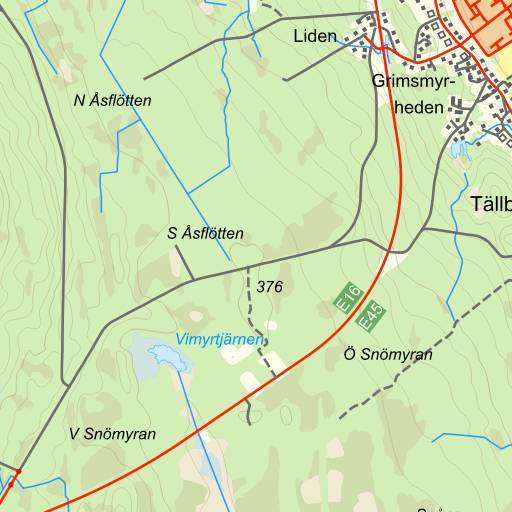 Liden
Grimsmyr-
heden
N Åsflötten
Tällb
S Åsflötten
376
E16
E45
Vimyrtjärnen
Ö Snömyran
V Snömyran